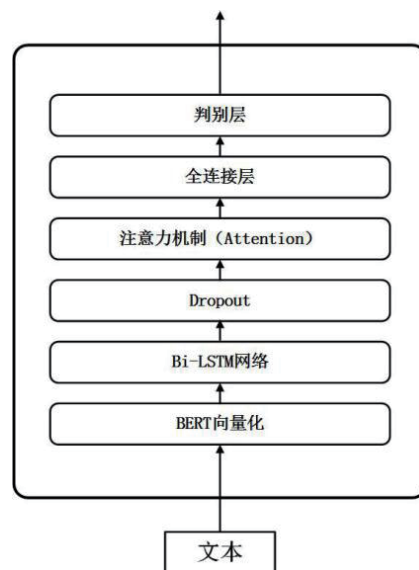 判别层
全连接层
注意力机制（Attention）
Dropout
Bi-LSTM网络
BERT向量化
文本